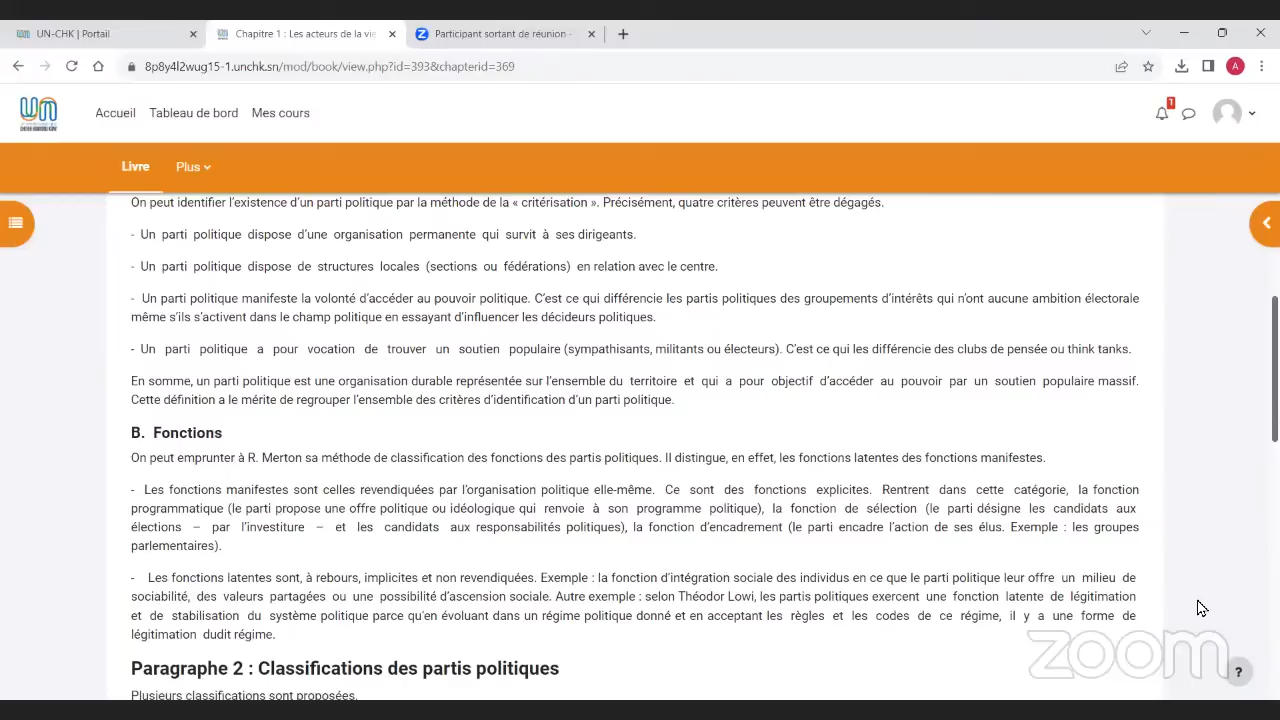 UN-CHK | Portail
Chapitre 1 : Les acteurs de la vie
Participant sortant de réunion -
8p8y4l2wug15-1.unchk.sn/mod/book/view.php?id=393&chapterid=369
A
Accueil Tableau de bord Mes cours
1
Livre Plus
On peut identifier l'existence d'un parti politique par la méthode de la « critérisation ». Précisément, quatre critères peuvent être dégagés.
- Un parti politique dispose d'une organisation permanente qui survit à ses dirigeants.
- Un parti politique dispose de structures locales (sections ou fédérations) en relation avec le centre.
- Un parti politique manifeste la volonté d'accéder au pouvoir politique. C'est ce qui différencie les partis politiques des groupements d'intérêts qui n'ont aucune ambition électorale
même s'ils s'activent dans le champ politique en essayant d'influencer les décideurs politiques.
- Un parti politique a pour vocation de trouver un soutien populaire (sympathisants, militants ou électeurs). C'est ce qui les différencie des clubs de pensée ou think tanks.
En somme, un parti politique est une organisation durable représentée sur l'ensemble du territoire et qui a pour objectif d'accéder au pouvoir par un soutien populaire massif.
Cette définition a le mérite de regrouper l'ensemble des critères d'identification d'un parti politique.
B. Fonctions
On peut emprunter à R. Merton sa méthode de classification des fonctions des partis politiques. Il distingue, en effet, les fonctions latentes des fonctions manifestes.
- Les fonctions manifestes sont celles revendiquées par l'organisation politique elle-même. Ce sont des fonctions explicites. Rentrent dans cette catégorie, la fonction
programmatique (le parti propose une offre politique ou idéologique qui renvoie à son programme politique), la fonction de sélection (le parti désigne les candidats aux
élections – par l'investiture – et les candidats aux responsabilités politiques), la fonction d'encadrement (le parti encadre l'action de ses élus. Exemple : les groupes
parlementaires).
- Les fonctions latentes sont, à rebours, implicites et non revendiquées. Exemple : la fonction d'intégration sociale des individus en ce que le parti politique leur offre un milieu de
sociabilité, des valeurs partagées ou une possibilité d'ascension sociale. Autre exemple : selon Théodor Lowi, les partis politiques exercent une fonction latente de légitimation
et de stabilisation du système politique parce qu'en évoluant dans un régime politique donné et en acceptant les règles et les codes de ce régime, il y a une forme de
légitimation dudit régime.
zoom
?
Paragraphe 2 : Classifications des partis politiques
Plusieurs classifications sont proposées.